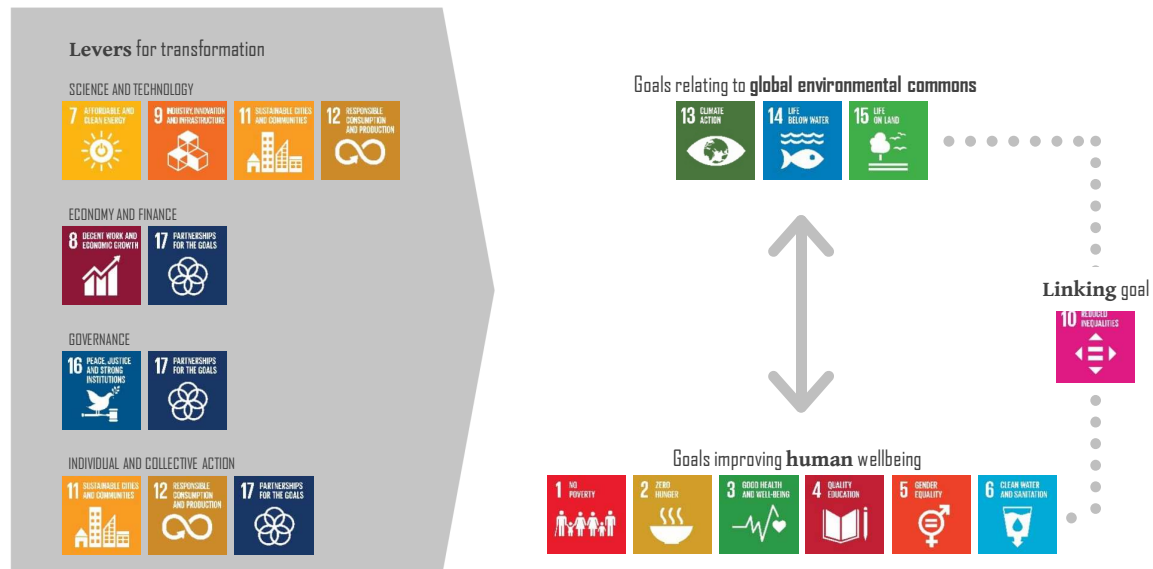 Levers for transformation
SCIENCE AND TECHNOLOGY
7 AFFORDABLE AND
CLEAN ENERGY
9 INDUSTRY, INNOVATION
AND INFRASTRUCTURE
11 SUSTAINABLE CITIES
AND COMMUNITIES
12 RESPONSIBLE
CONSUMPTION
AND PRODUCTION
ECONOMY AND FINANCE
8 DECENT WORK AND
ECONOMIC GROWTH
17 PARTNERSHIPS
FOR THE GOALS
GOVERNANCE
16 PEACE, JUSTICE
AND STRONG
INSTITUTIONS
17 PARTNERSHIPS
FOR THE GOALS
INDIVIDUAL AND COLLECTIVE ACTION
11 SUSTAINABLE CITIES
AND COMMUNITIES
12 RESPONSIBLE
CONSUMPTION
AND PRODUCTION
17 PARTNERSHIPS
FOR THE GOALS
Goals relating to global environmental commons
13 CLIMATE
ACTION
14 LIFE
BELOW WATER
15 LIFE
ON LAND
Linking goal
10 REDUCED
INEQUALITIES
Goals improving human wellbeing
1 NO
POVERTY
2 ZERO
HUNGER
3 GOOD HEALTH
AND WELL-BEING
4 QUALITY
EDUCATION
5 GENDER
EQUALITY
6 CLEAN WATER
AND SANITATION